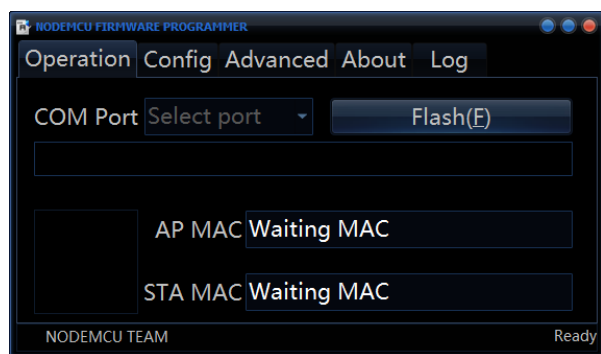 NODEMCU FIRMWARE PROGRAMMER
Operation Config Advanced About Log
COM Port Select port Flash(F)
AP MAC Waiting MAC
STA MAC Waiting MAC
NODEMCU TEAM Ready